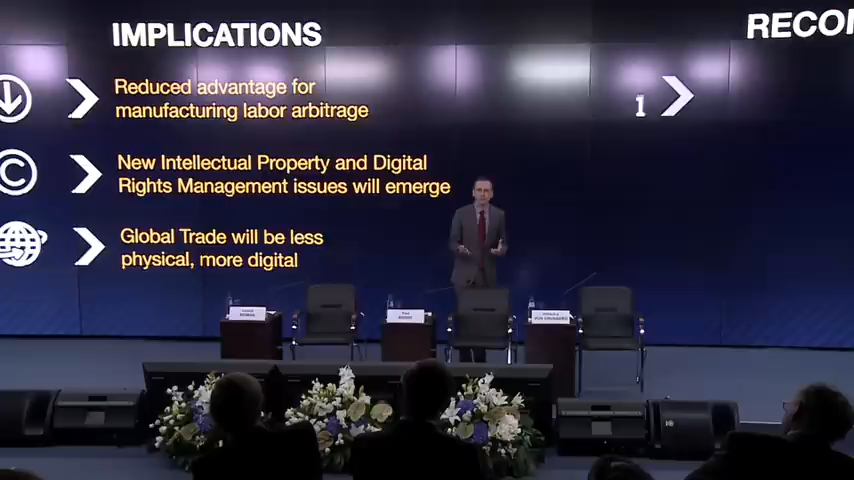 IMPLICATIONS
Reduced advantage for
manufacturing labor arbitrage
©
New Intellectual Property and Digital
Rights Management issues will emerge
Global Trade will be less
physical, more digital
RECO
1